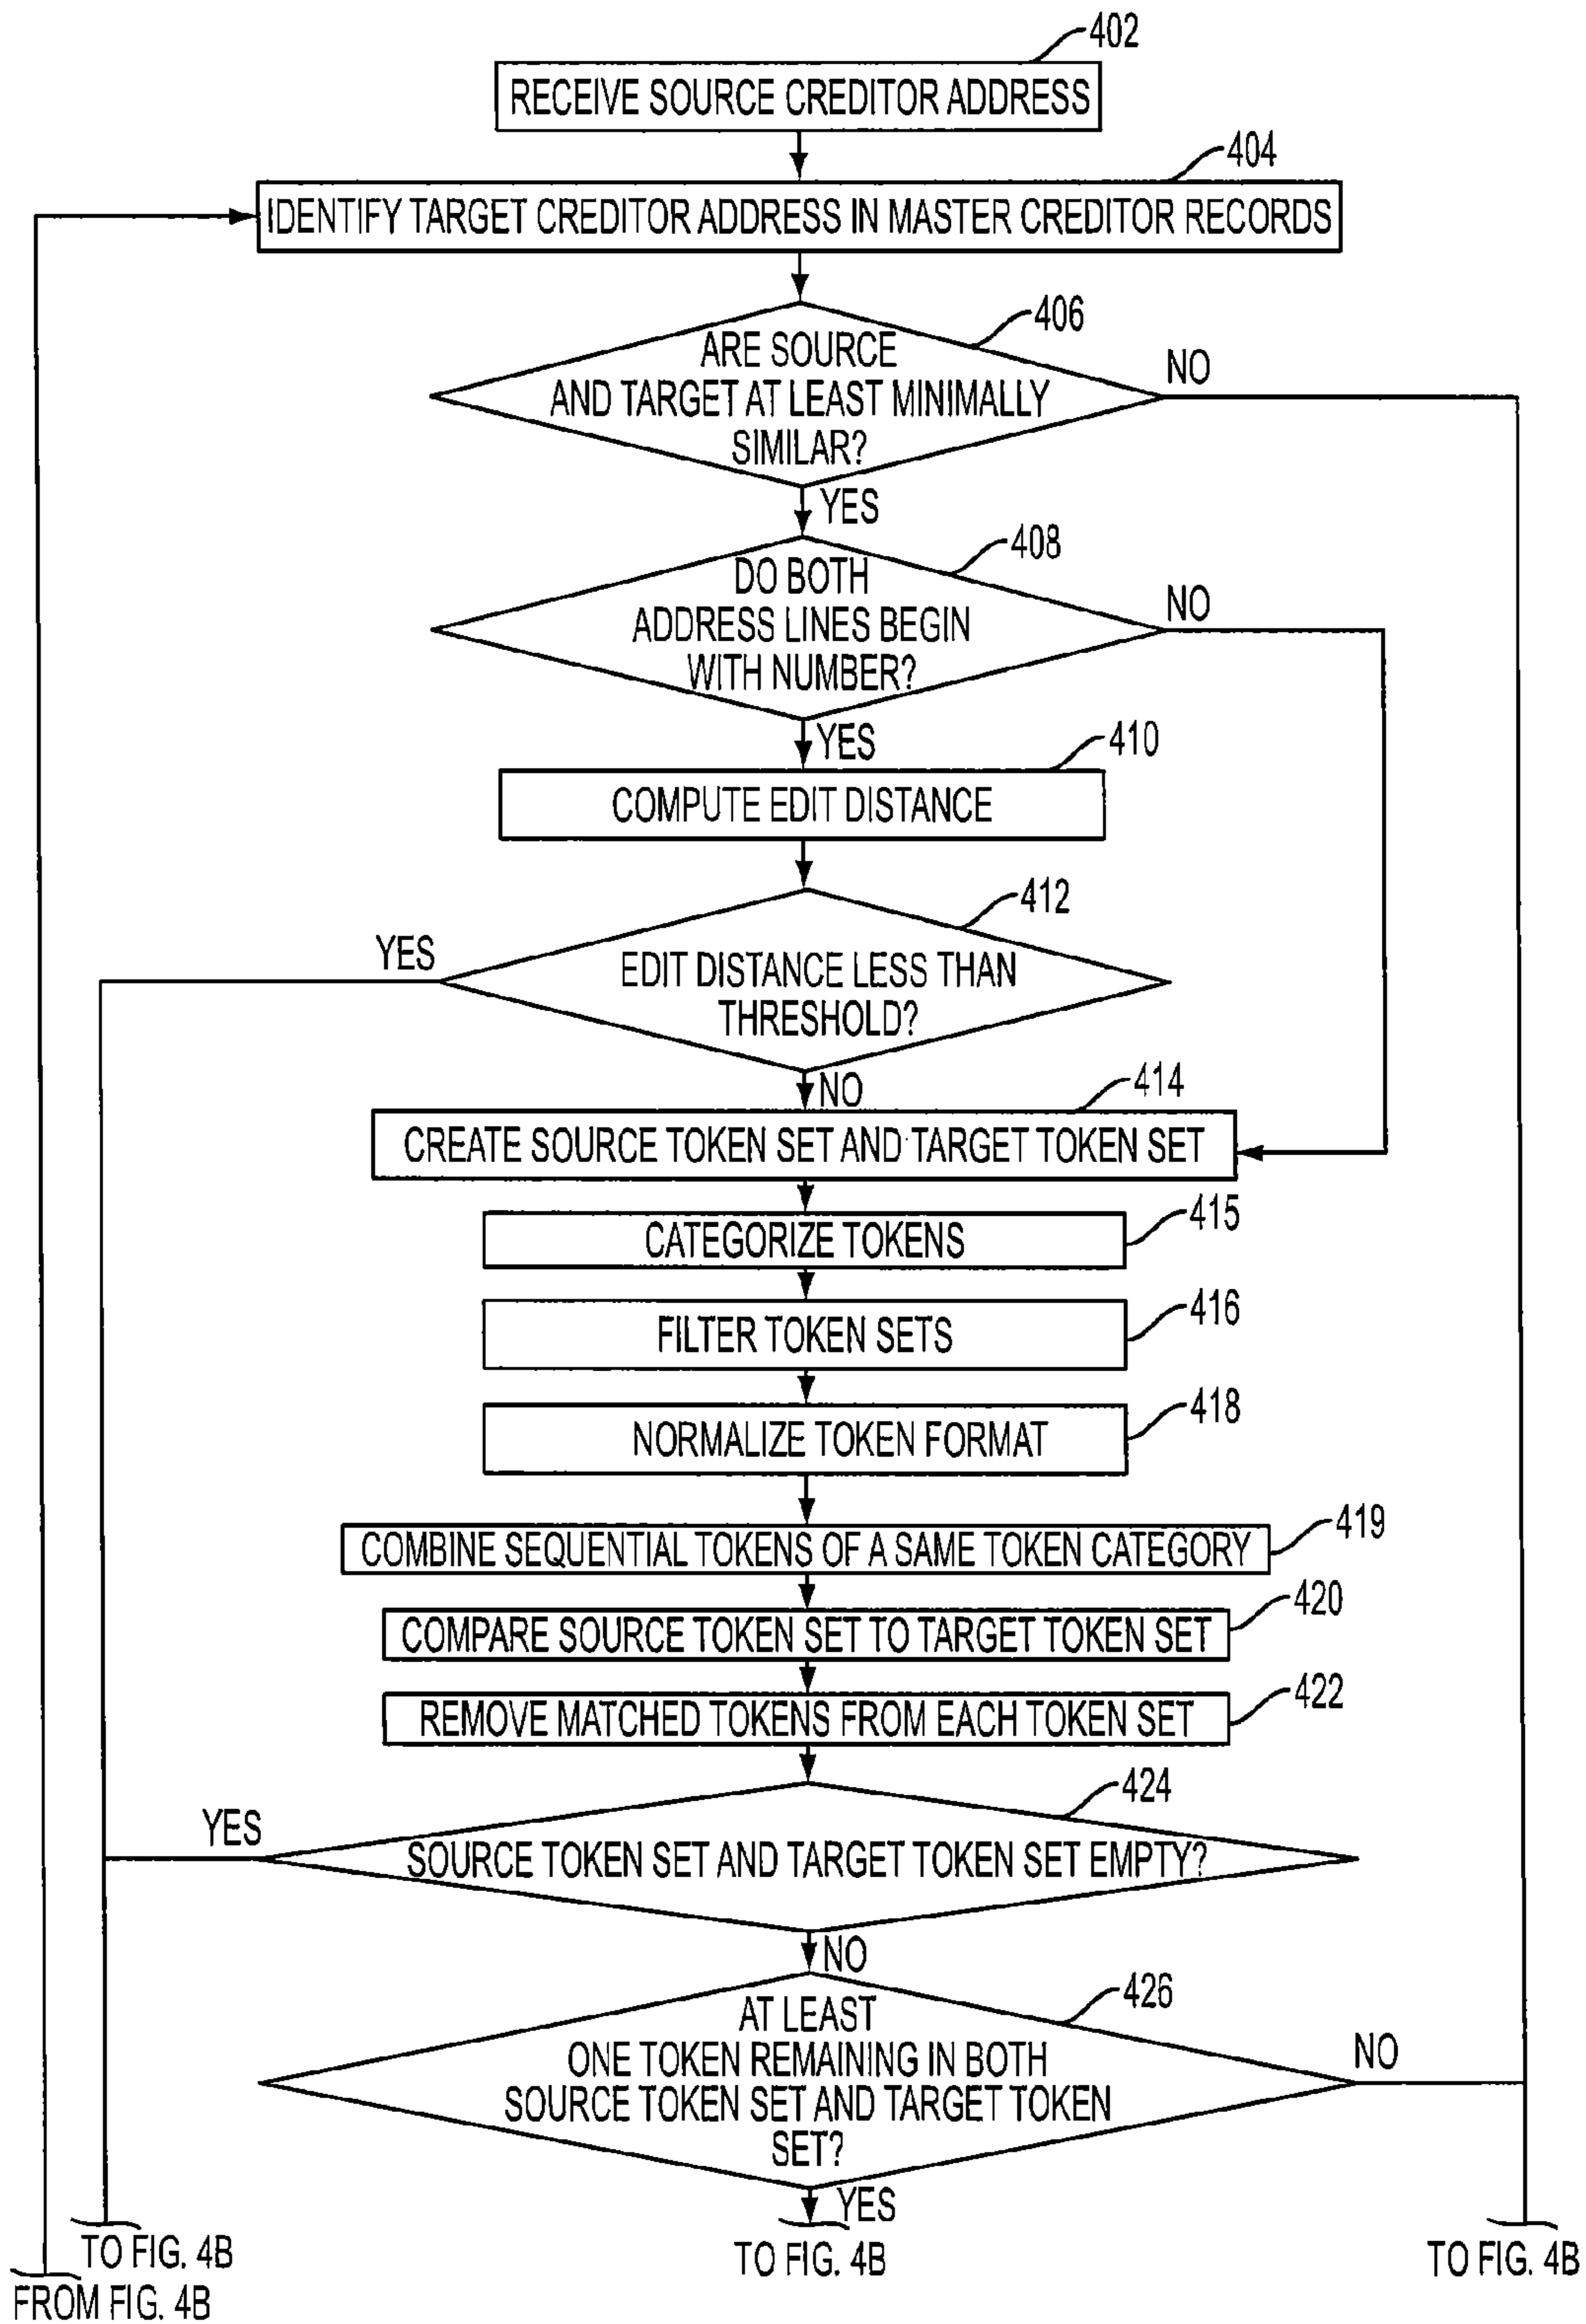 402
RECEIVE SOURCE CREDITOR ADDRESS
404
IDENTIFY TARGET CREDITOR ADDRESS IN MASTER CREDITOR RECORDS
406
ARE SOURCE
AND TARGET AT LEAST MINIMALLY
SIMILAR?
NO
YES
408
DO BOTH
ADDRESS LINES BEGIN
WITH NUMBER?
NO
YES
410
COMPUTE EDIT DISTANCE
412
YES
EDIT DISTANCE LESS THAN
THRESHOLD?
NO
414
CREATE SOURCE TOKEN SET AND TARGET TOKEN SET
415
CATEGORIZE TOKENS
416
FILTER TOKEN SETS
418
NORMALIZE TOKEN FORMAT
419
COMBINE SEQUENTIAL TOKENS OF A SAME TOKEN CATEGORY
420
COMPARE SOURCE TOKEN SET TO TARGET TOKEN SET
422
REMOVE MATCHED TOKENS FROM EACH TOKEN SET
424
YES
SOURCE TOKEN SET AND TARGET TOKEN SET EMPTY?
NO
426
AT LEAST
ONE TOKEN REMAINING IN BOTH
SOURCE TOKEN SET AND TARGET TOKEN
SET?
NO
YES
TO FIG. 4B
TO FIG. 4B
TO FIG. 4B
FROM FIG. 4B